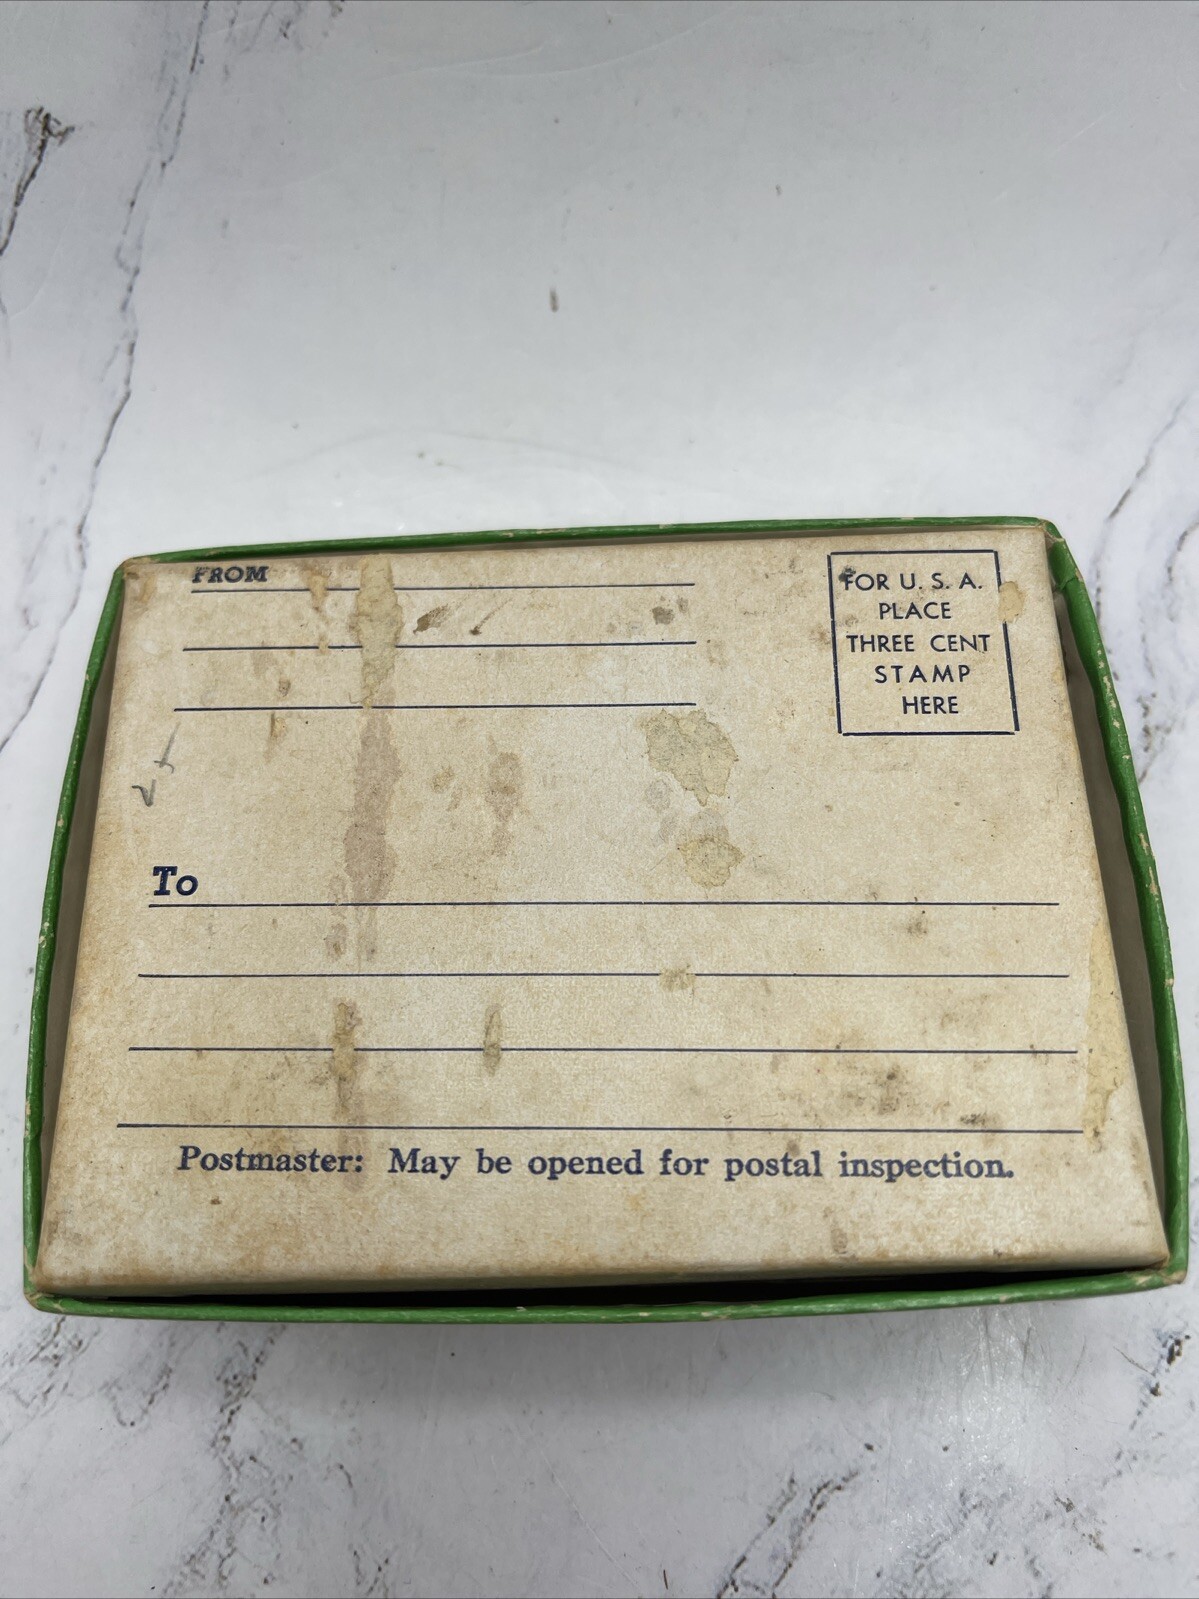 FROM
FOR U. S. A.
PLACE
THREE CENT
STAMP
HERE
To
Postmaster: May be opened for postal inspection.